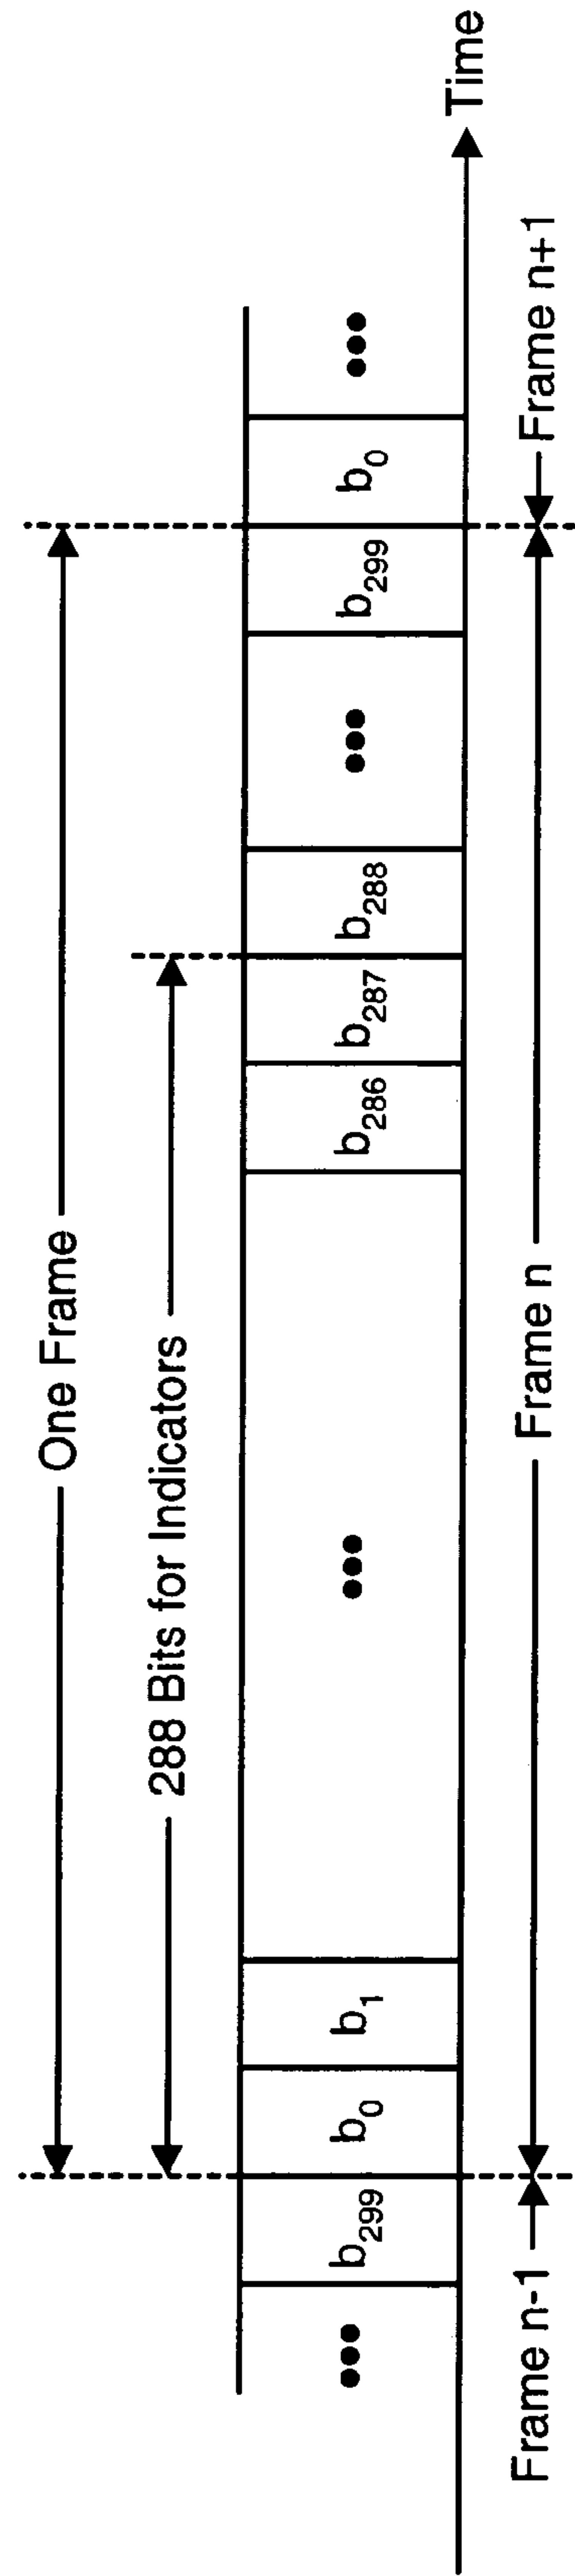 One Frame
288 Bits for Indicators
••• b₂₉₉ b₀ b₁ ••• b₂₈₆ b₂₈₇ b₂₈₈ ••• b₂₉₉ b₀ •••
Time
Frame n-1 Frame n Frame n+1